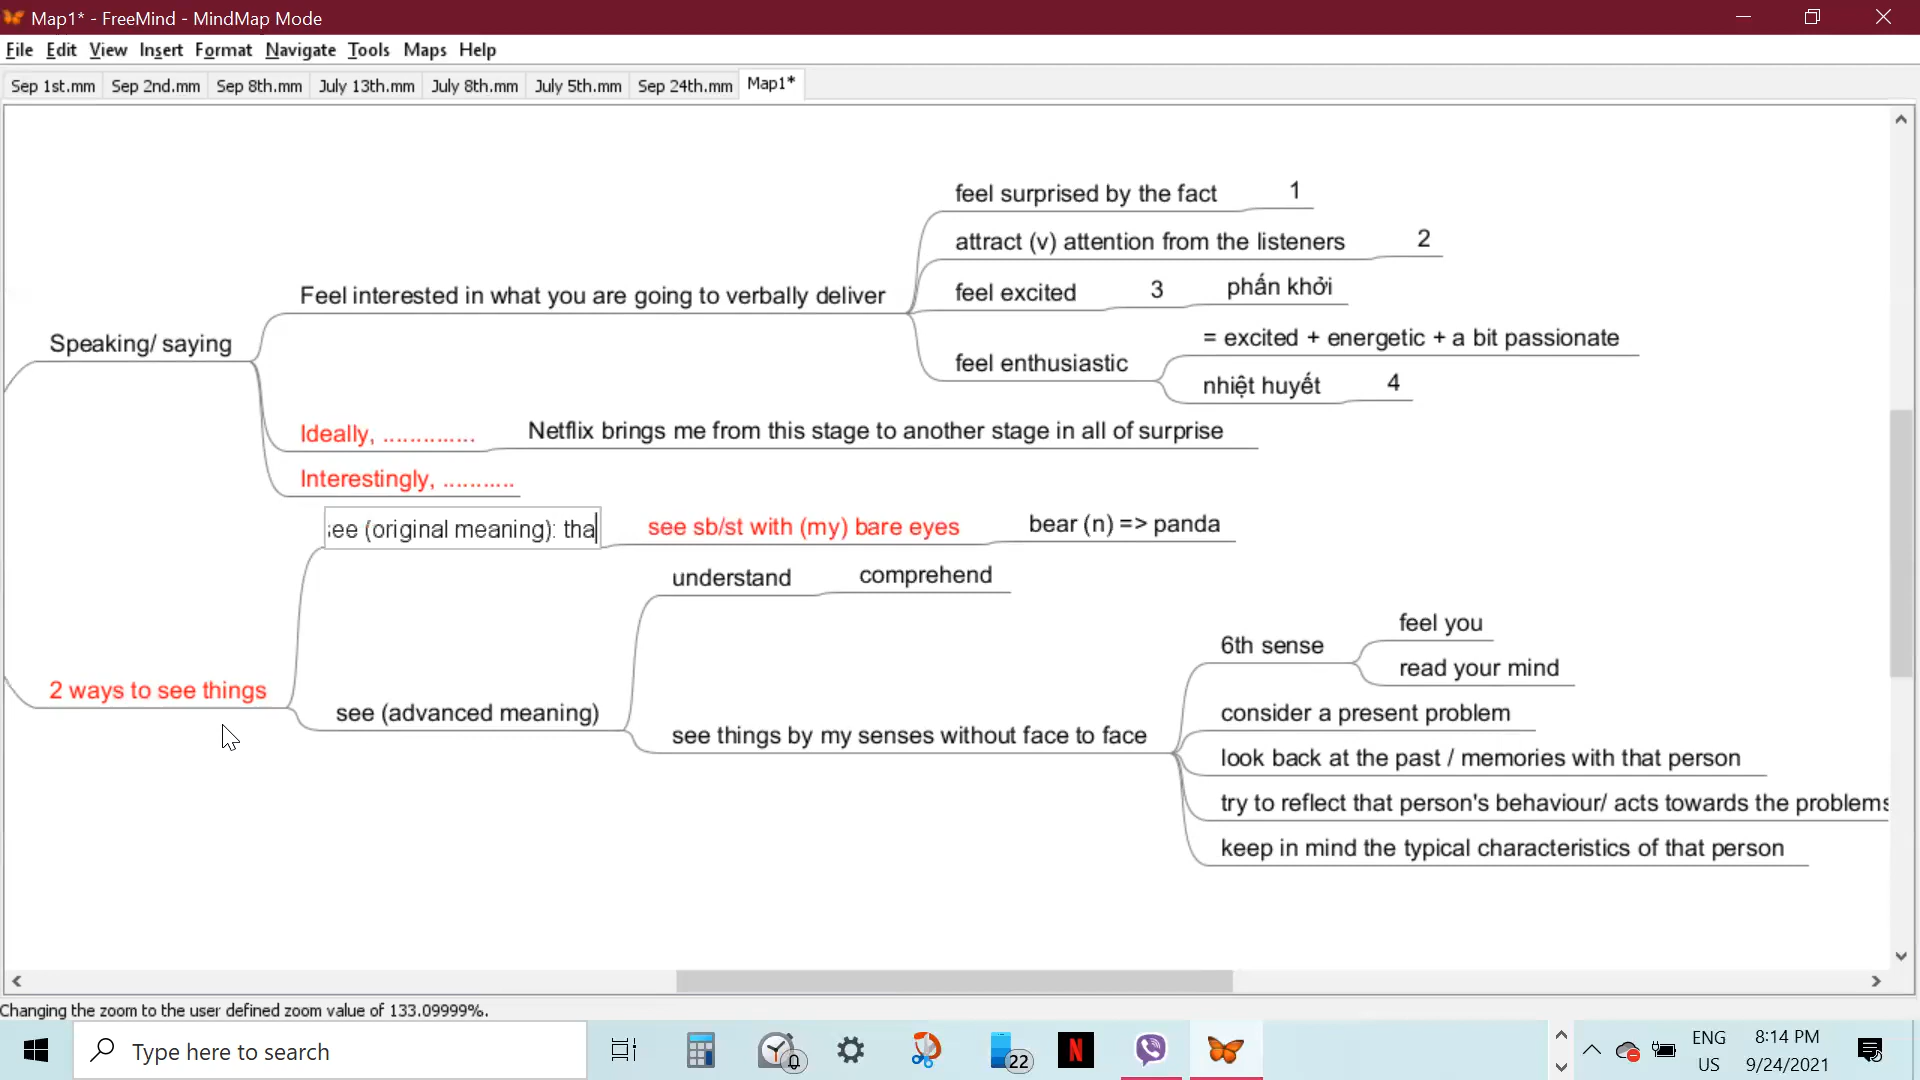 Map1* - FreeMind - MindMap Mode
File Edit View Insert Format Navigate Tools Maps Help
Sep 1st.mm Sep 2nd.mm Sep 8th.mm July 13th.mm July 8th.mm July 5th.mm Sep 24th.mm Map1*
feel surprised by the fact 1
attract (v) attention from the listeners 2
Feel interested in what you are going to verbally deliver
feel excited 3 phấn khởi
Speaking/ saying
= excited + energetic + a bit passionate
feel enthusiastic
nhiệt huyết 4
Ideally, .............. Netflix brings me from this stage to another stage in all of surprise
Interestingly, ...........
see (original meaning): tha see sb/st with (my) bare eyes bear (n) => panda
understand comprehend
feel you
6th sense
read your mind
2 ways to see things
see (advanced meaning)
consider a present problem
see things by my senses without face to face
look back at the past / memories with that person
try to reflect that person's behaviour/ acts towards the problems
keep in mind the typical characteristics of that person
Changing the zoom to the user defined zoom value of 133.09999%.
Type here to search
22
N
ENG
US
8:14 PM
9/24/2021